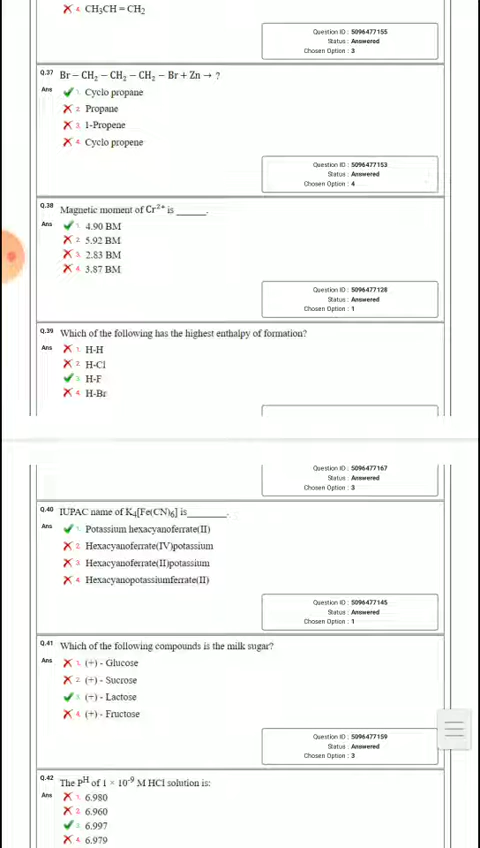 4. CH₃CH = CH₂
Question ID : 5096477155
Status : Answered
Chosen Option : 3
Q.37 Br − CH₂ − CH₂ − CH₂ − Br + Zn → ?
Ans 1. Cyclo propane
2. Propane
3. 1-Propene
4. Cyclo propene
Question ID : 5096477153
Status : Answered
Chosen Option : 4
Q.38 Magnetic moment of Cr²⁺ is ______.
Ans 1. 4.90 BM
2. 5.92 BM
3. 2.83 BM
4. 3.87 BM
Question ID : 5096477128
Status : Answered
Chosen Option : 1
Q.39 Which of the following has the highest enthalpy of formation?
Ans 1. H-H
2. H-Cl
3. H-F
4. H-Br
Question ID : 5096477167
Status : Answered
Chosen Option : 3
Q.40 IUPAC name of K₄[Fe(CN)₆] is________.
Ans 1. Potassium hexacyanoferrate(II)
2. Hexacyanoferrate(IV)potassium
3. Hexacyanoferrate(II)potassium
4. Hexacyanopotassiumferrate(II)
Question ID : 5096477145
Status : Answered
Chosen Option : 1
Q.41 Which of the following compounds is the milk sugar?
Ans 1. (+) - Glucose
2. (+) - Sucrose
3. (+) - Lactose
4. (+) - Fructose
Question ID : 5096477159
Status : Answered
Chosen Option : 3
Q.42 The Pᴴ of 1 × 10⁻⁹ M HCl solution is:
Ans 1. 6.980
2. 6.960
3. 6.997
4. 6.979